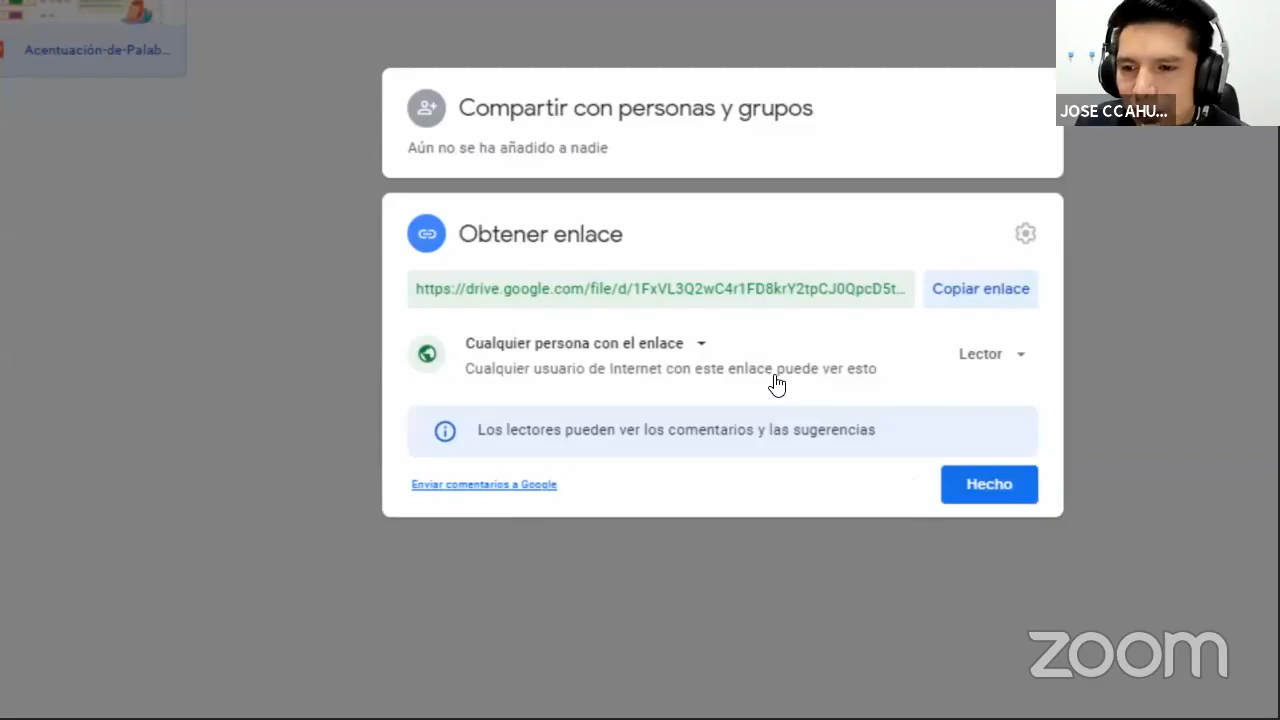 Acentuación-de-Palab...
JOSE CCAHU...
Compartir con personas y grupos
Aún no se ha añadido a nadie
Obtener enlace
https://drive.google.com/file/d/1FxVL3Q2wC4r1FD8krY2tpCJ0QpcD5t...
Copiar enlace
Cualquier persona con el enlace
Cualquier usuario de Internet con este enlace puede ver esto
Lector
Los lectores pueden ver los comentarios y las sugerencias
Enviar comentarios a Google
Hecho
zoom